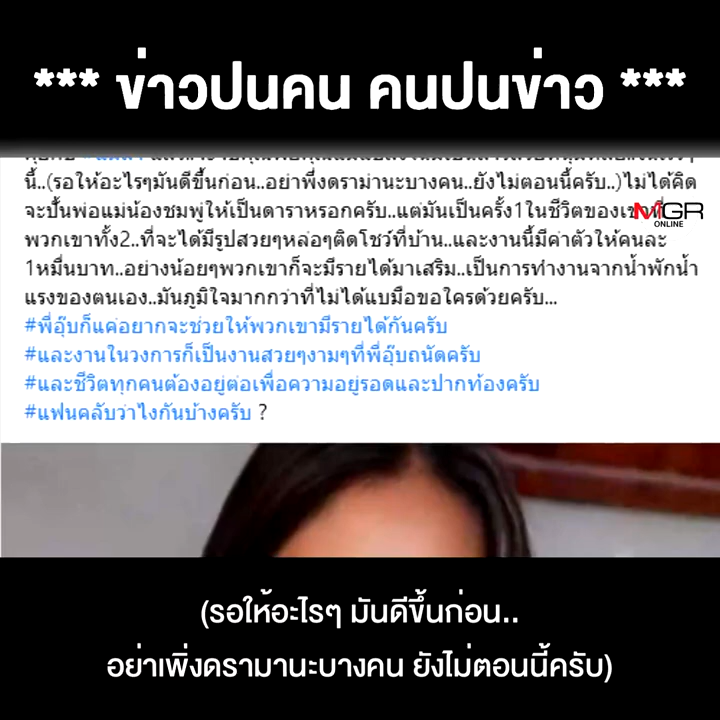 *** ข่าวปนคน คนปนข่าว ***
นี้..(รอให้อะไรๆมันดีขึ้นก่อน..อย่าพึ่งดราม่านะบางคน..ยังไม่ตอนนี้ครับ..)ไม่ได้คิด
จะปั้นพ่อแม่น้องชมพู่ให้เป็นดาราหรอกครับ..แต่มันเป็นครั้ง1ในชีวิตของ
MGR
ONLINE
พวกเขาทั้ง2..ที่จะได้มีรูปสวยๆหล่อๆติดโชว์ที่บ้าน..และงานนี้มีค่าตัวให้คนละ
1หมื่นบาท..อย่างน้อยๆพวกเขาก็จะมีรายได้มาเสริม..เป็นการทำงานจากน้ำพักน้ำ
แรงของตนเอง..มันภูมิใจมากกว่าที่ไม่ได้แบมือขอใครด้วยครับ...
#พี่อุ๊บก็แค่อยากจะช่วยให้พวกเขามีรายได้กันครับ
#และงานในวงการก็เป็นงานสวยๆงามๆที่พี่อุ๊บถนัดครับ
#และชีวิตทุกคนต้องอยู่ต่อเพื่อความอยู่รอดและปากท้องครับ
#แฟนคลับว่าไงกันบ้างครับ ?
(รอให้อะไรๆ มันดีขึ้นก่อน..
อย่าเพิ่งดรามานะบางคน ยังไม่ตอนนี้ครับ)